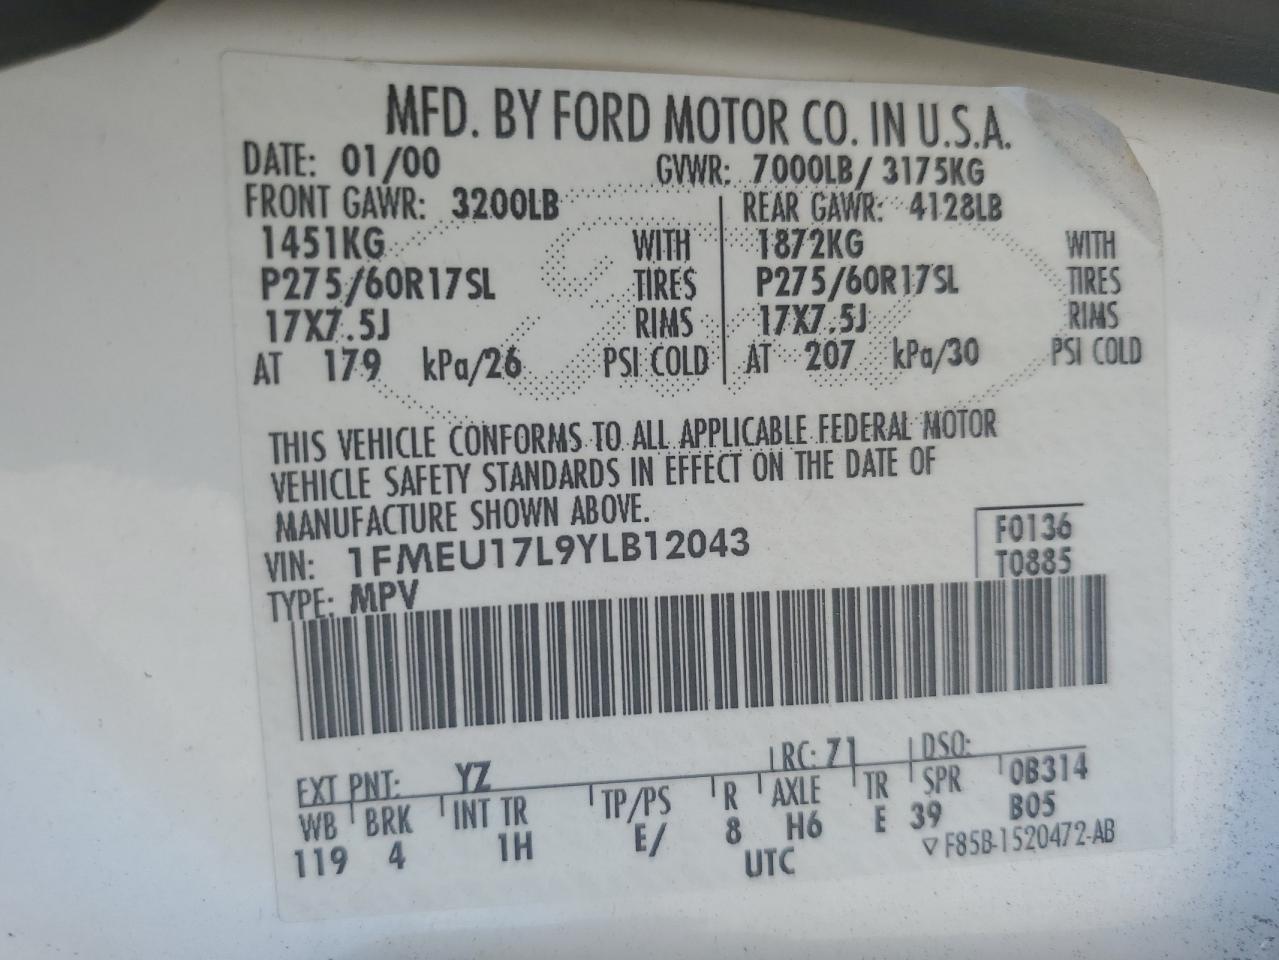 MFD. BY FORD MOTOR CO. IN U.S.A.
DATE: 01/00 GVWR: 7000LB/ 3175KG
FRONT GAWR: 3200LB REAR GAWR: 4128LB
1451KG WITH 1872KG WITH
P275/60R17SL TIRES P275/60R17SL TIRES
17X7.5J RIMS 17X7.5J RIMS
AT 179 kPa/26 PSI COLD AT 207 kPa/30 PSI COLD
THIS VEHICLE CONFORMS TO ALL APPLICABLE FEDERAL MOTOR
VEHICLE SAFETY STANDARDS IN EFFECT ON THE DATE OF
MANUFACTURE SHOWN ABOVE.
F0136
VIN: 1FMEU17L9YLB12043
T0885
TYPE: MPV
EXT PNT: YZ RC: 71 DSO:
WB BRK INT TR TP/PS R AXLE TR SPR 0B314
119 4 1H E/ 8 H6 E 39 B05
UTC ▽ F85B-1520472-AB